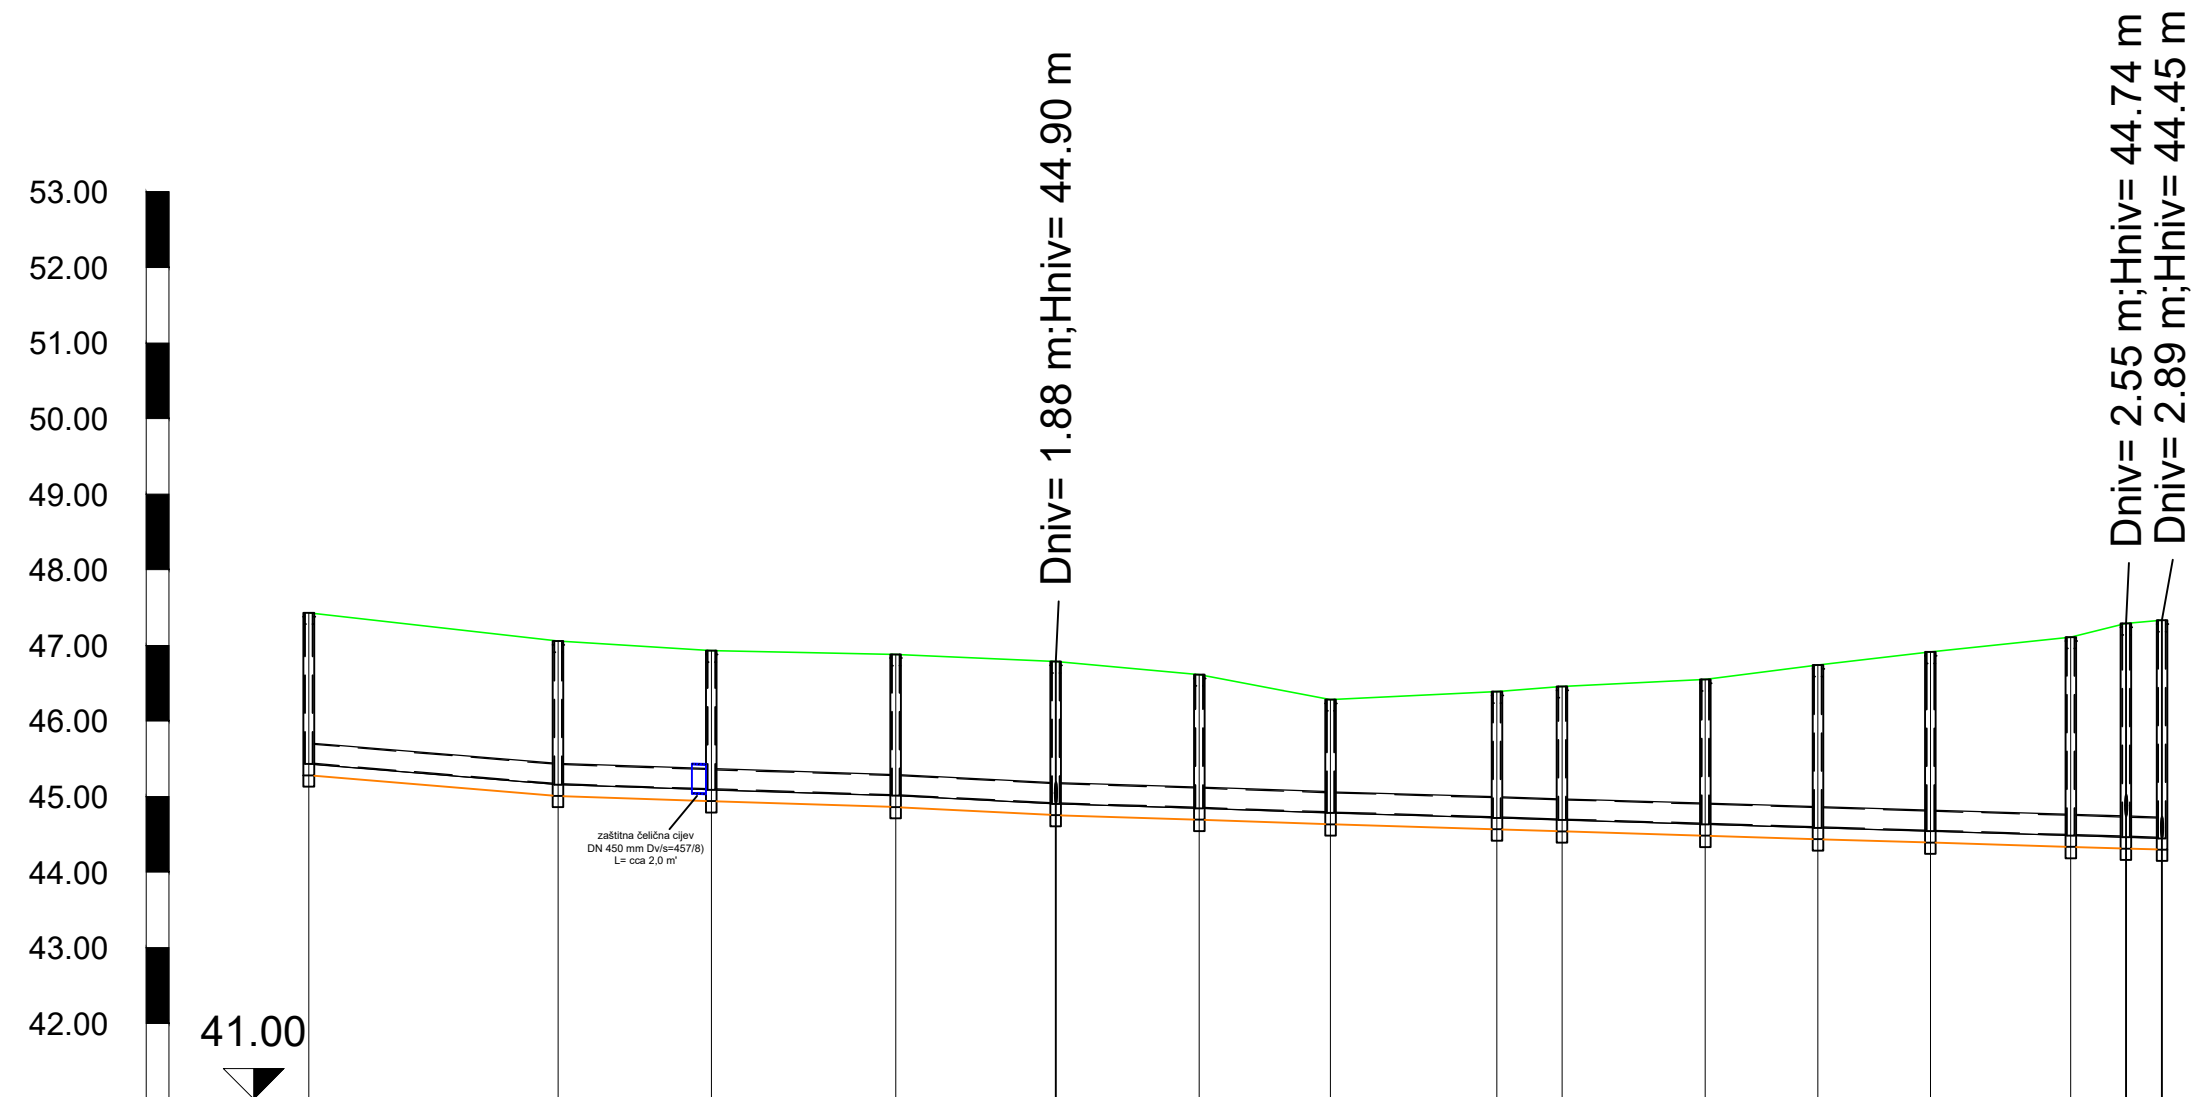 Dniv= 1.88 m;Hniv= 44.90 m
Dniv= 2.55 m;Hniv= 44.74 m
Dniv= 2.89 m;Hniv= 44.45 m
53.00
52.00
51.00
50.00
49.00
48.00
47.00
46.00
45.00
44.00
43.00
42.00
41.00
zaštitna čelična cijev
DN 450 mm Dv/s=457/8)
L= cca 2,0 m'